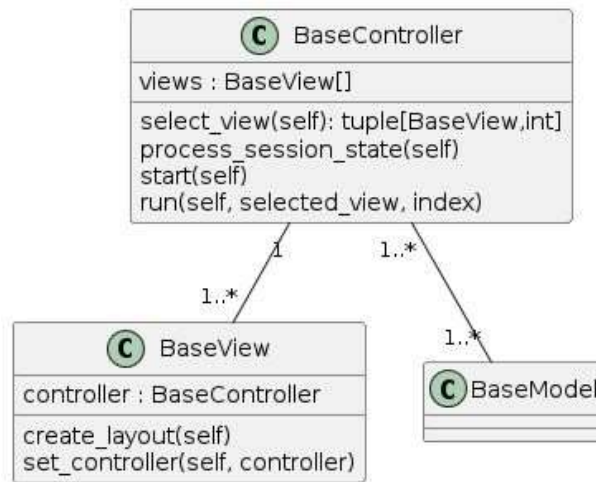 C BaseController
views : BaseView[]
select_view(self): tuple[BaseView,int]
process_session_state(self)
start(self)
run(self, selected_view, index)
1
1..*
1..*
1..*
C BaseView
controller : BaseController
create_layout(self)
set_controller(self, controller)
C BaseModel